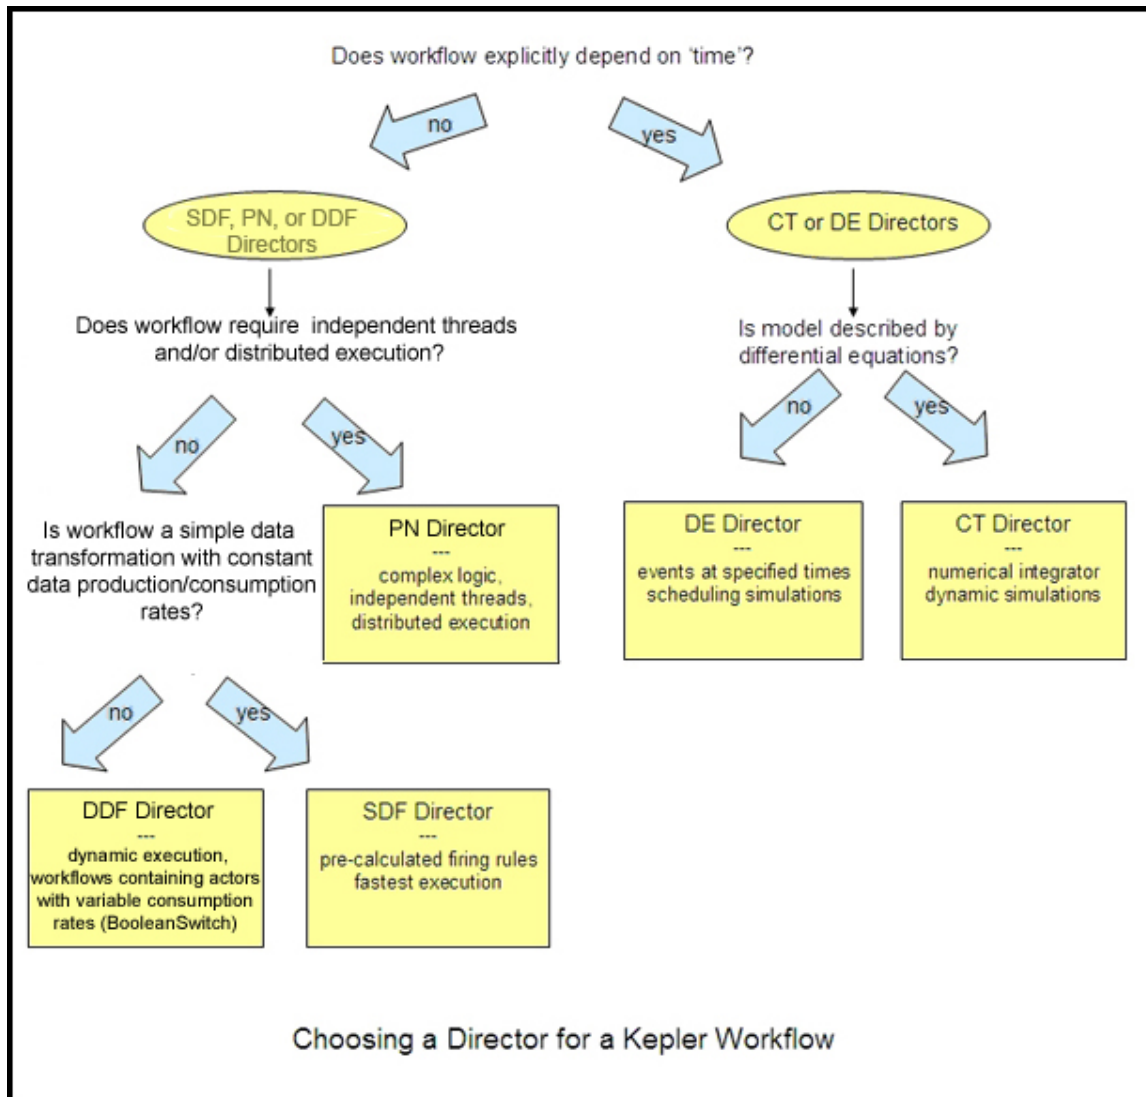 Does workflow explicitly depend on 'time'?
no
yes
SDF, PN, or DDF
Directors
CT or DE Directors
Does workflow require independent threads
and/or distributed execution?
Is model described by
differential equations?
no
yes
no
yes
Is workflow a simple data
transformation with constant
data production/consumption
rates?
PN Director
---
complex logic,
independent threads,
distributed execution
DE Director
---
events at specified times
scheduling simulations
CT Director
---
numerical integrator
dynamic simulations
no
yes
DDF Director
---
dynamic execution,
workflows containing actors
with variable consumption
rates (BooleanSwitch)
SDF Director
---
pre-calculated firing rules
fastest execution
Choosing a Director for a Kepler Workflow